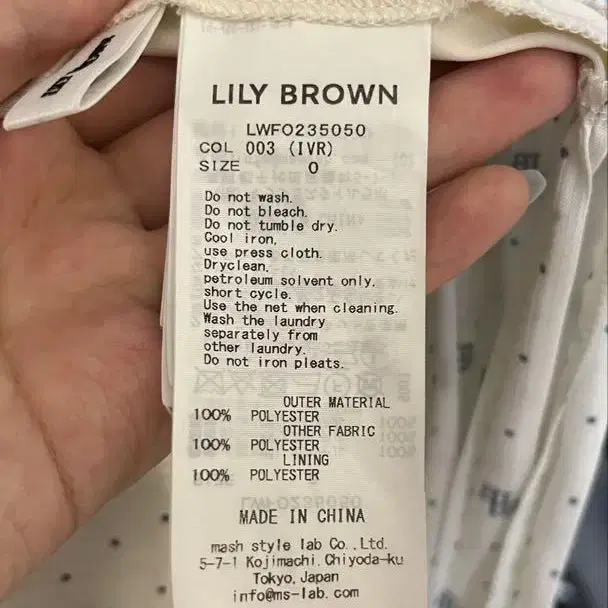 LILY BROWN
LWFO235050
COL 003 (IVR)
SIZE 0
Do not wash.
Do not bleach.
Do not tumble dry.
Cool iron,
use press cloth.
Dryclean,
petroleum solvent only.
short cycle.
Use the net when cleaning.
Wash the laundry
separately from
other laundry.
Do not iron pleats.
OUTER MATERIAL
100% POLYESTER
OTHER FABRIC
100% POLYESTER
LINING
100% POLYESTER
MADE IN CHINA
mash style lab Co.,Ltd.
5-7-1 Kojimachi, Chiyoda-ku
Tokyo, Japan
info@ms-lab.com